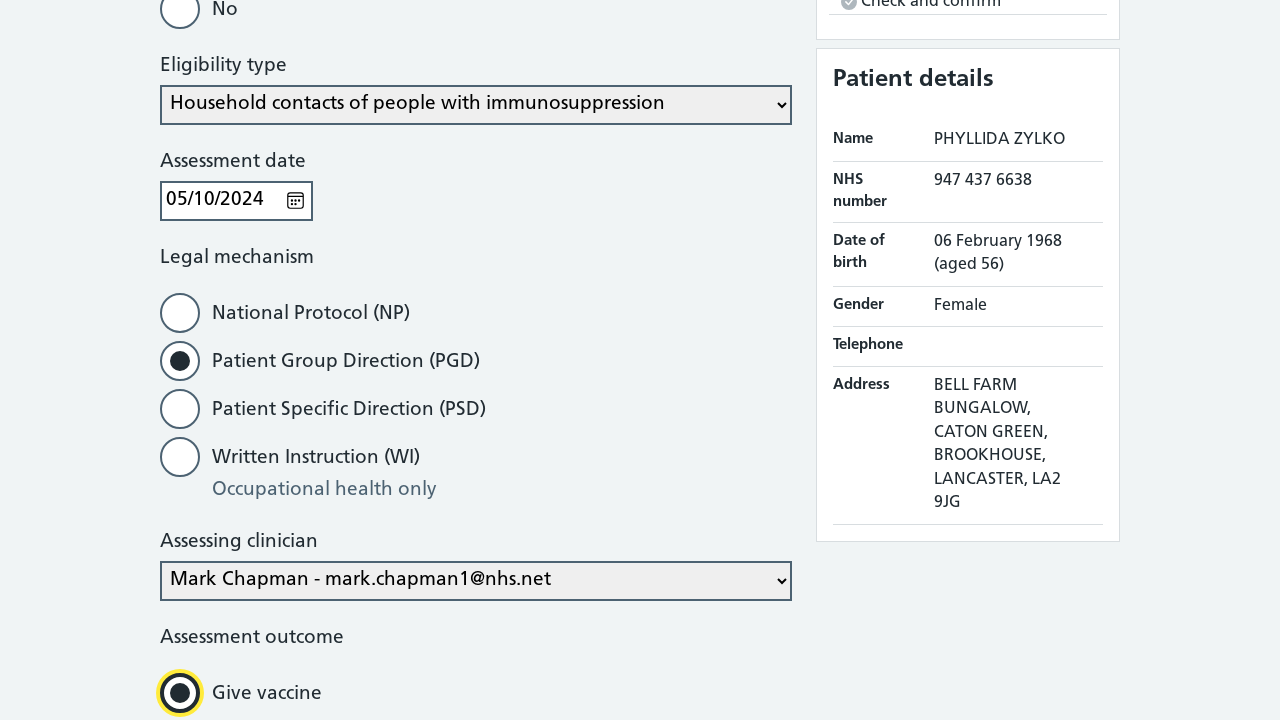 No
Eligibility type
Household contacts of people with immunosuppression
Assessment date
05/10/2024
Legal mechanism
National Protocol (NP)
Patient Group Direction (PGD)
Patient Specific Direction (PSD)
Written Instruction (WI)
Occupational health only
Assessing clinician
Mark Chapman - mark.chapman1@nhs.net
Assessment outcome
Give vaccine
Check and confirm
Patient details
Name PHYLLIDA ZYLKO
NHS number 947 437 6638
Date of birth 06 February 1968
(aged 56)
Gender Female
Telephone
Address BELL FARM
BUNGALOW,
CATON GREEN,
BROOKHOUSE,
LANCASTER, LA2
9JG